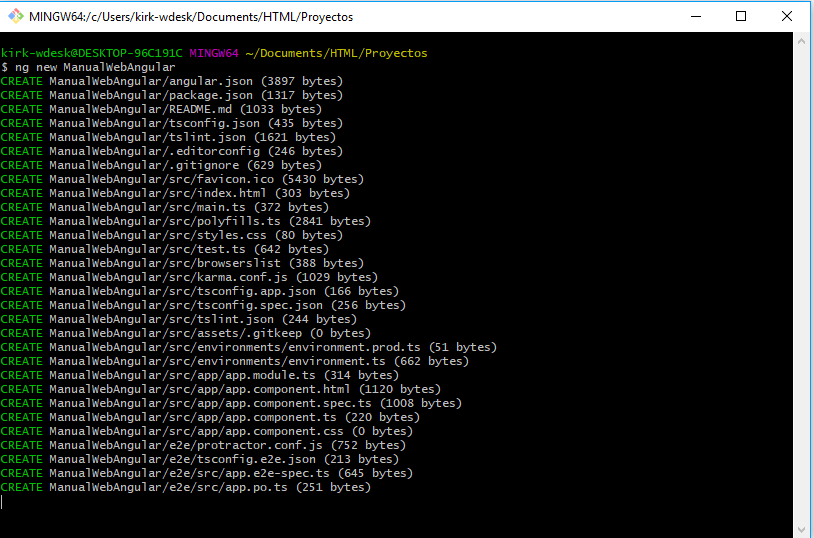 MINGW64:/c/Users/kirk-wdesk/Documents/HTML/Proyectos
kirk-wdesk@DESKTOP-96C191C MINGW64 ~/Documents/HTML/Proyectos
$ ng new ManualWebAngular
CREATE ManualWebAngular/angular.json (3897 bytes)
CREATE ManualWebAngular/package.json (1317 bytes)
CREATE ManualWebAngular/README.md (1033 bytes)
CREATE ManualWebAngular/tsconfig.json (435 bytes)
CREATE ManualWebAngular/tslint.json (1621 bytes)
CREATE ManualWebAngular/.editorconfig (246 bytes)
CREATE ManualWebAngular/.gitignore (629 bytes)
CREATE ManualWebAngular/src/favicon.ico (5430 bytes)
CREATE ManualWebAngular/src/index.html (303 bytes)
CREATE ManualWebAngular/src/main.ts (372 bytes)
CREATE ManualWebAngular/src/polyfills.ts (2841 bytes)
CREATE ManualWebAngular/src/styles.css (80 bytes)
CREATE ManualWebAngular/src/test.ts (642 bytes)
CREATE ManualWebAngular/src/browserslist (388 bytes)
CREATE ManualWebAngular/src/karma.conf.js (1029 bytes)
CREATE ManualWebAngular/src/tsconfig.app.json (166 bytes)
CREATE ManualWebAngular/src/tsconfig.spec.json (256 bytes)
CREATE ManualWebAngular/src/tslint.json (244 bytes)
CREATE ManualWebAngular/src/assets/.gitkeep (0 bytes)
CREATE ManualWebAngular/src/environments/environment.prod.ts (51 bytes)
CREATE ManualWebAngular/src/environments/environment.ts (662 bytes)
CREATE ManualWebAngular/src/app/app.module.ts (314 bytes)
CREATE ManualWebAngular/src/app/app.component.html (1120 bytes)
CREATE ManualWebAngular/src/app/app.component.spec.ts (1008 bytes)
CREATE ManualWebAngular/src/app/app.component.ts (220 bytes)
CREATE ManualWebAngular/src/app/app.component.css (0 bytes)
CREATE ManualWebAngular/e2e/protractor.conf.js (752 bytes)
CREATE ManualWebAngular/e2e/tsconfig.e2e.json (213 bytes)
CREATE ManualWebAngular/e2e/src/app.e2e-spec.ts (645 bytes)
CREATE ManualWebAngular/e2e/src/app.po.ts (251 bytes)